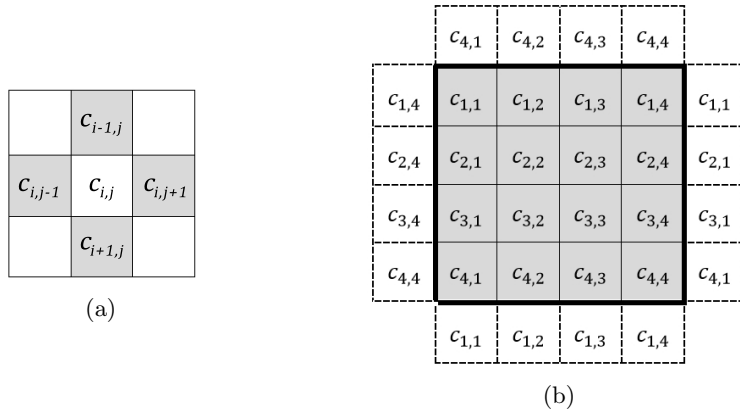 c_{4,1} c_{4,2} c_{4,3} c_{4,4}
c_{i-1,j}
c_{i,j-1} c_{i,j} c_{i,j+1}
c_{i+1,j}
(a)
c_{1,4} c_{1,1} c_{1,2} c_{1,3} c_{1,4} c_{1,1}
c_{2,4} c_{2,1} c_{2,2} c_{2,3} c_{2,4} c_{2,1}
c_{3,4} c_{3,1} c_{3,2} c_{3,3} c_{3,4} c_{3,1}
c_{4,4} c_{4,1} c_{4,2} c_{4,3} c_{4,4} c_{4,1}
c_{1,1} c_{1,2} c_{1,3} c_{1,4}
(b)